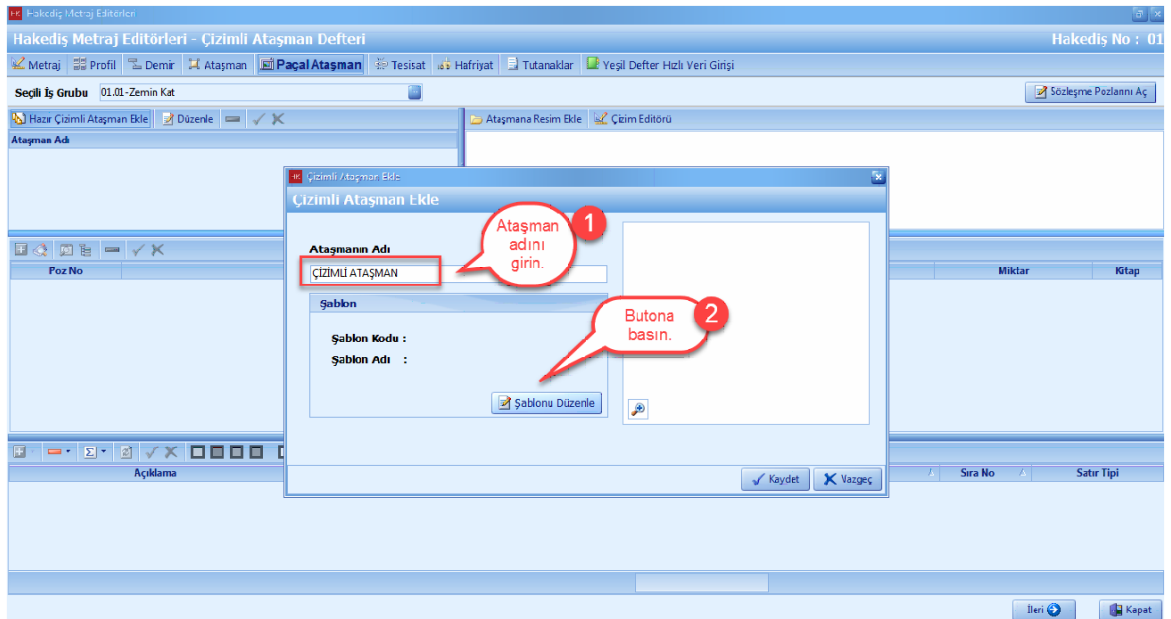 HK Hakediş Metraj Editörleri
Hakediş Metraj Editörleri - Çizimli Ataşman Defteri Hakediş No : 01
Metraj Profil Demir Ataşman Paçal Ataşman Tesisat Hafriyat Tutanaklar Yeşil Defter Hızlı Veri Girişi
Seçili İş Grubu 01.01-Zemin Kat Sözleşme Pozlarını Aç
Hazır Çizimli Ataşman Ekle Düzenle Ataşmana Resim Ekle Çizim Editörü
Ataşman Adı
HK Çizimli Ataşman Ekle
Çizimli Ataşman Ekle
Ataşman
adını
girin.
1
Ataşmanın Adı
ÇİZİMLİ ATAŞMAN
Poz No Miktar Kitap
Şablon
Butona
basın.
2
Şablon Kodu :
Şablon Adı :
Şablonu Düzenle
Açıklama Sıra No Satır Tipi
Kaydet Vazgeç
İleri Kapat